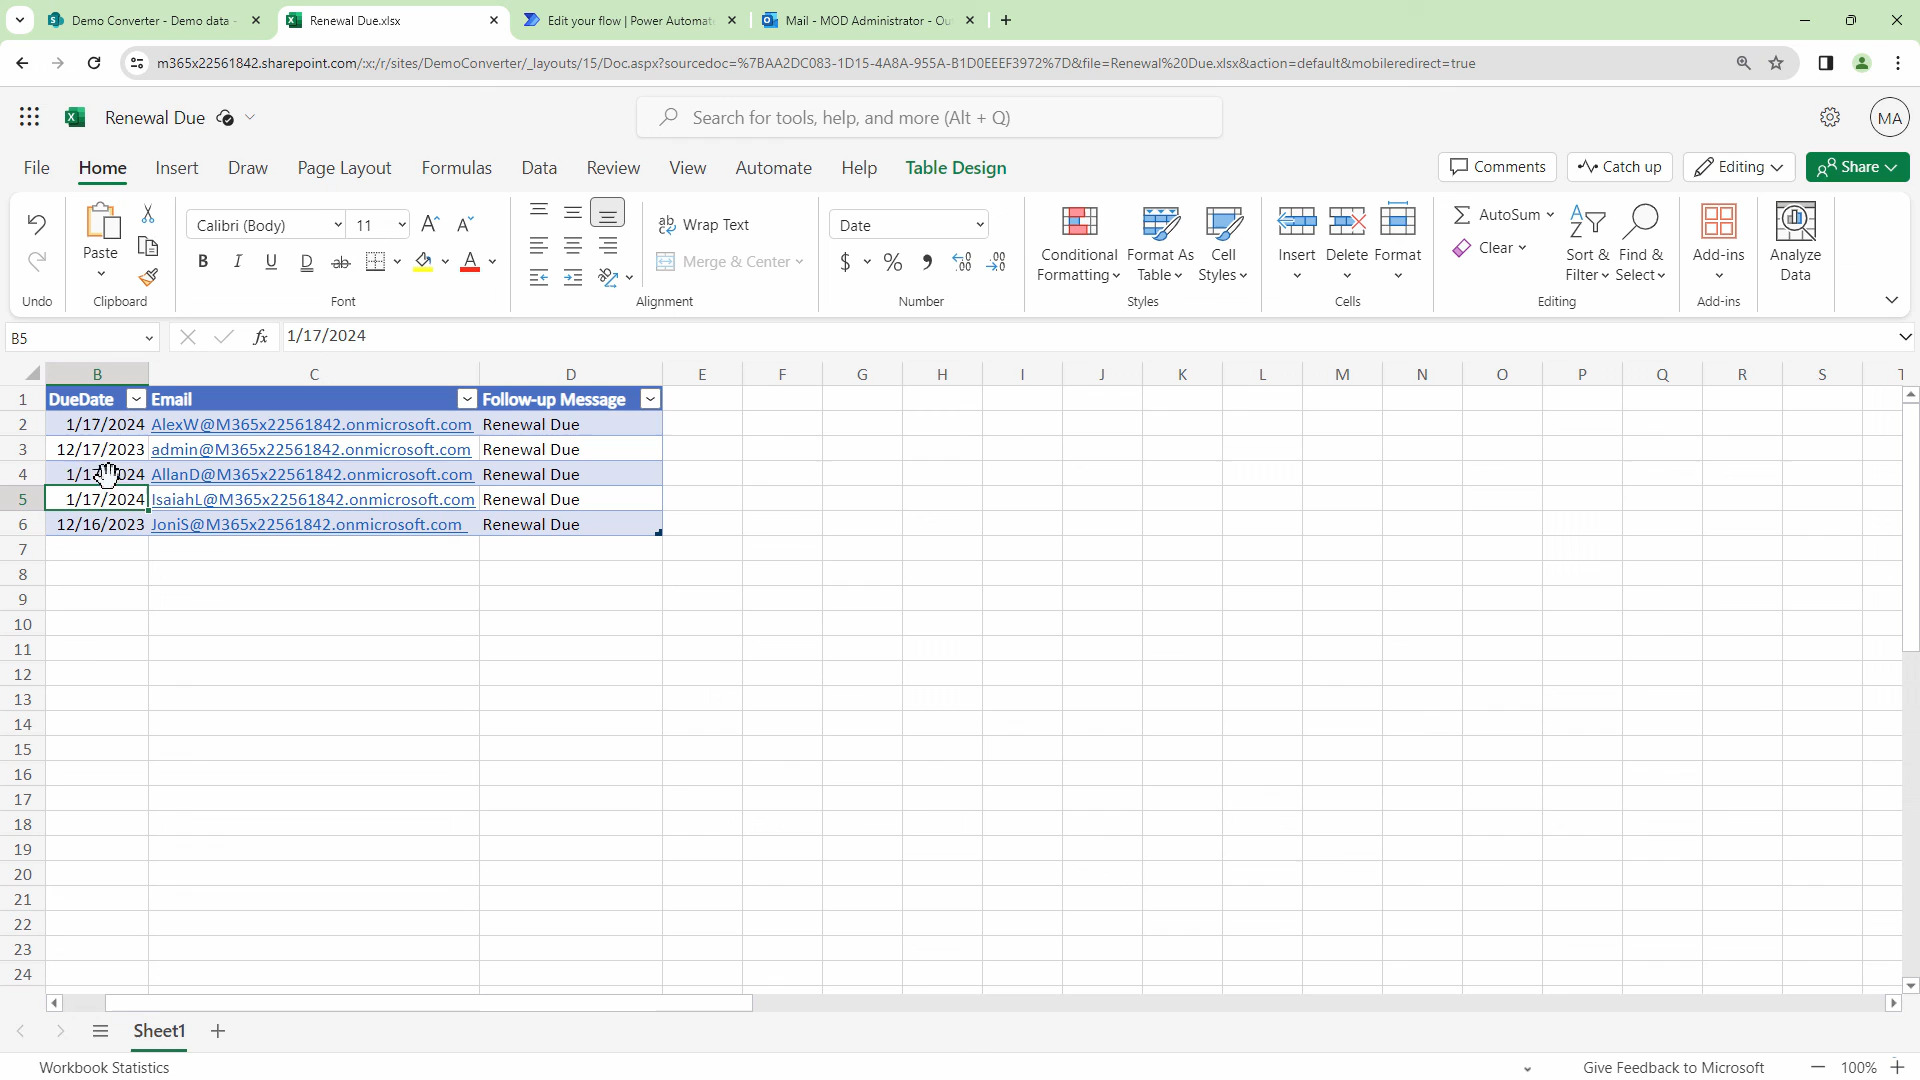 Demo Converter - Demo data -
Renewal Due.xlsx
Edit your flow | Power Automat
Mail - MOD Administrator - Ou
m365x22561842.sharepoint.com/:x:/r/sites/DemoConverter/_layouts/15/Doc.aspx?sourcedoc=%7BAA2DC083-1D15-4A8A-955A-B1D0EEEF3972%7D&file=Renewal%20Due.xlsx&action=default&mobileredirect=true
Renewal Due
Search for tools, help, and more (Alt + Q)
MA
File Home Insert Draw Page Layout Formulas Data Review View Automate Help Table Design
Comments Catch up Editing Share
Calibri (Body) 11
Wrap Text
Date
AutoSum
Paste
B I U D ab
Merge & Center
$ %
Clear
Conditional Formatting
Format As Table
Cell Styles
Insert Delete Format
Sort & Filter
Find & Select
Add-ins
Analyze Data
Undo Clipboard Font Alignment Number Styles Cells Editing Add-ins
B5 fx 1/17/2024
B C D E F G H I J K L M N O P Q R S T
1 DueDate Email Follow-up Message
2 1/17/2024 AlexW@M365x22561842.onmicrosoft.com Renewal Due
3 12/17/2023 admin@M365x22561842.onmicrosoft.com Renewal Due
4 1/17/2024 AllanD@M365x22561842.onmicrosoft.com Renewal Due
5 1/17/2024 IsaiahL@M365x22561842.onmicrosoft.com Renewal Due
6 12/16/2023 JoniS@M365x22561842.onmicrosoft.com Renewal Due
7
8
9
10
11
12
13
14
15
16
17
18
19
20
21
22
23
24
Sheet1
Workbook Statistics
Give Feedback to Microsoft
100%